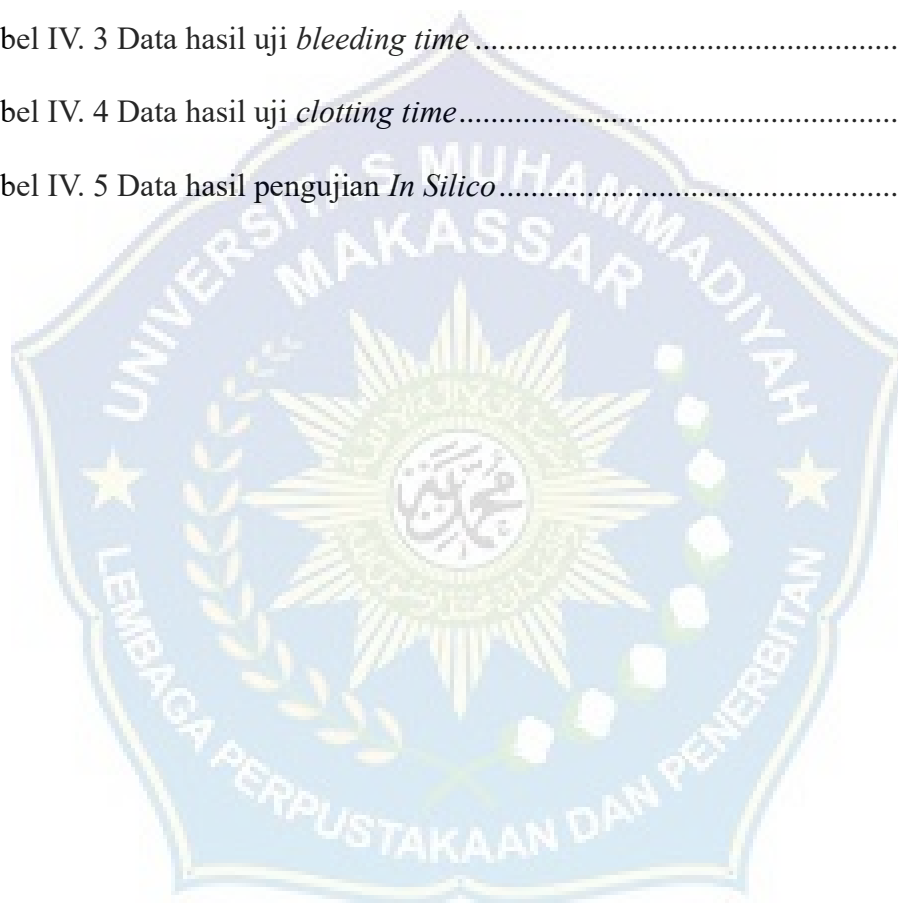 bel IV. 3 Data hasil uji bleeding time ......................................................
bel IV. 4 Data hasil uji clotting time........................................................
bel IV. 5 Data hasil pengujian In Silico...................................................
UNIVERSITAS MUHAMMADIYAH
MAKASSAR
LEMBAGA PERPUSTAKAAN DAN PENERBITAN